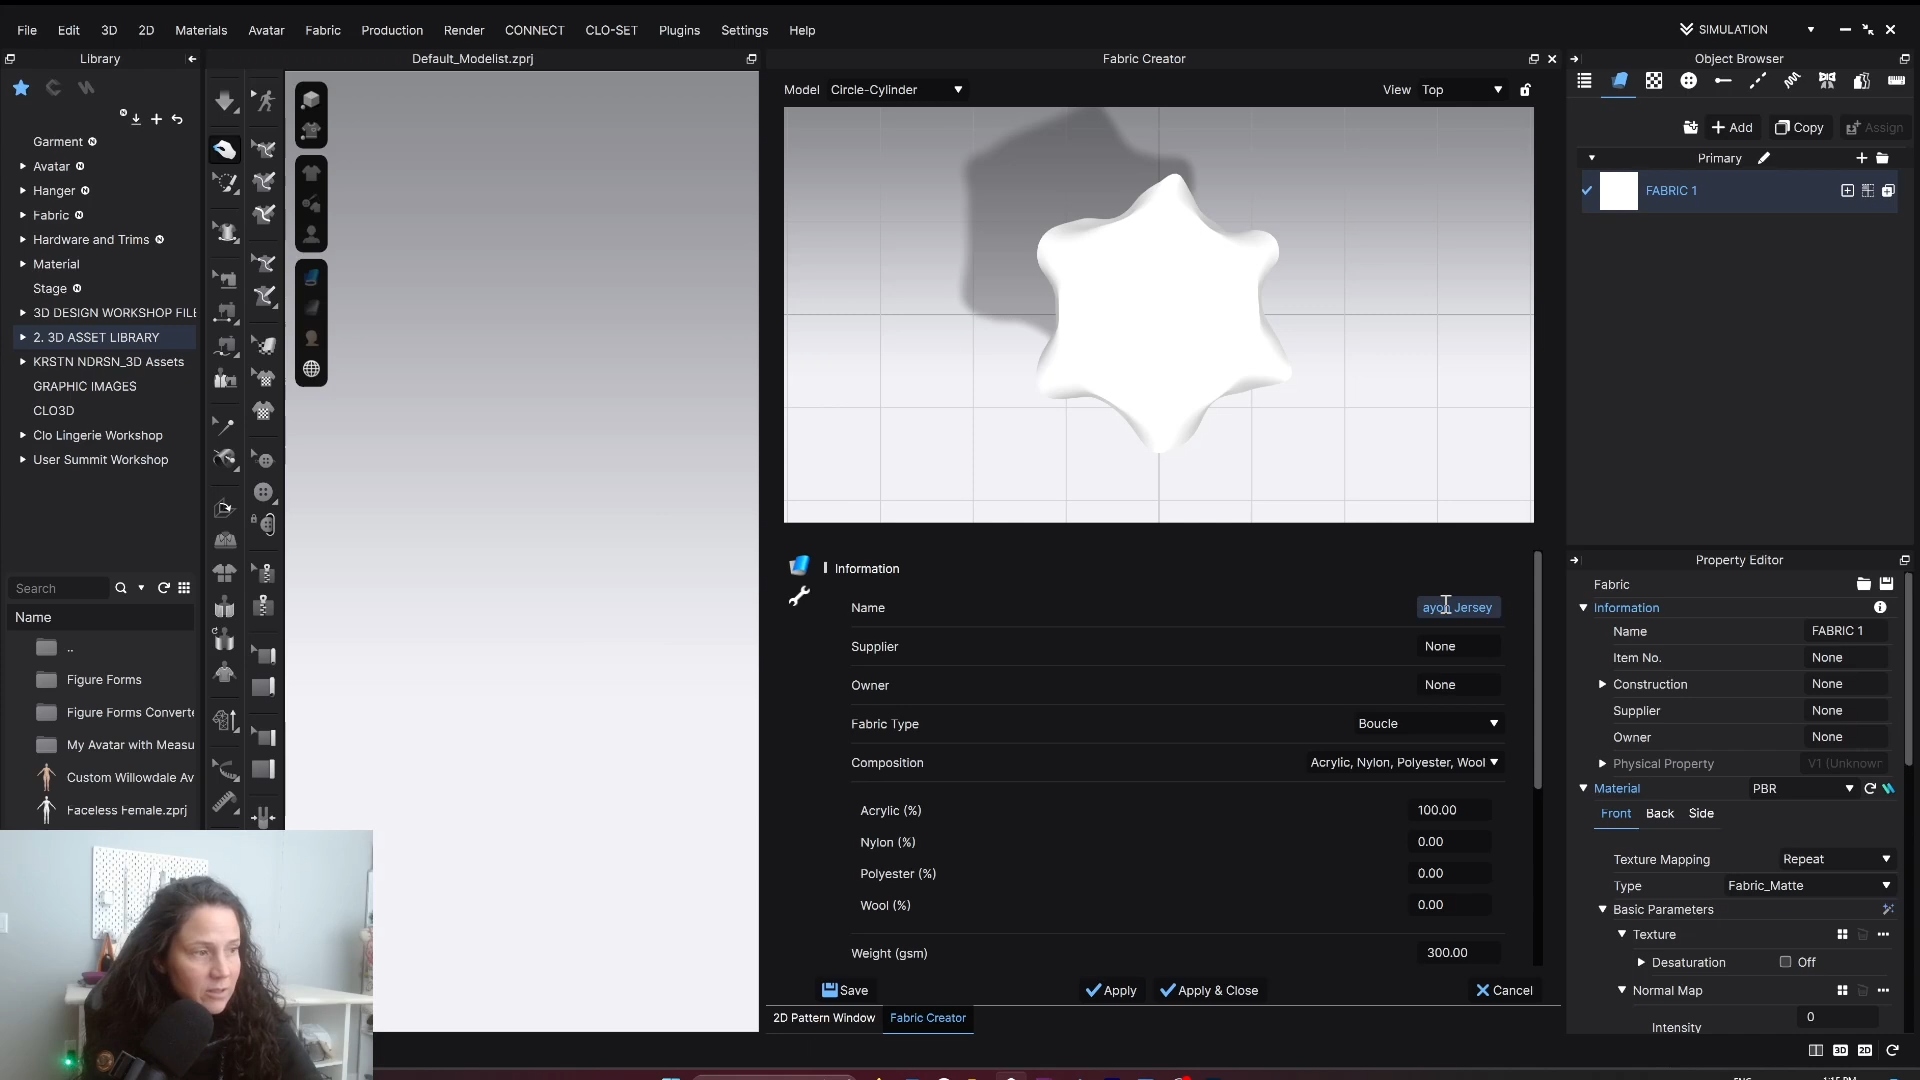 File Edit 3D 2D Materials Avatar Fabric Production Render CONNECT CLO-SET Plugins Settings Help SIMULATION
Library
Default_Modelist.zprj
Fabric Creator
Object Browser
Garment
Avatar
Hanger
Fabric
Hardware and Trims
Material
Stage
3D DESIGN WORKSHOP FILE
2. 3D ASSET LIBRARY
KRSTN NDRSN_3D Assets
GRAPHIC IMAGES
CLO3D
Clo Lingerie Workshop
User Summit Workshop
Search
Name
..
Figure Forms
Figure Forms Converte
My Avatar with Measu
Custom Willowdale Av
Faceless Female.zprj
Model Circle-Cylinder
View Top
Information
Name ayon Jersey
Supplier None
Owner None
Fabric Type Boucle
Composition Acrylic, Nylon, Polyester, Wool
Acrylic (%) 100.00
Nylon (%) 0.00
Polyester (%) 0.00
Wool (%) 0.00
Weight (gsm) 300.00
Save Apply Apply & Close Cancel
2D Pattern Window Fabric Creator
Add Copy Assign
Primary
FABRIC 1
Property Editor
Fabric
Information
Name FABRIC 1
Item No. None
Construction None
Supplier None
Owner None
Physical Property V1 (Unknown
Material PBR
Front Back Side
Texture Mapping Repeat
Type Fabric_Matte
Basic Parameters
Texture
Desaturation Off
Normal Map
Intensity 0
3D 2D